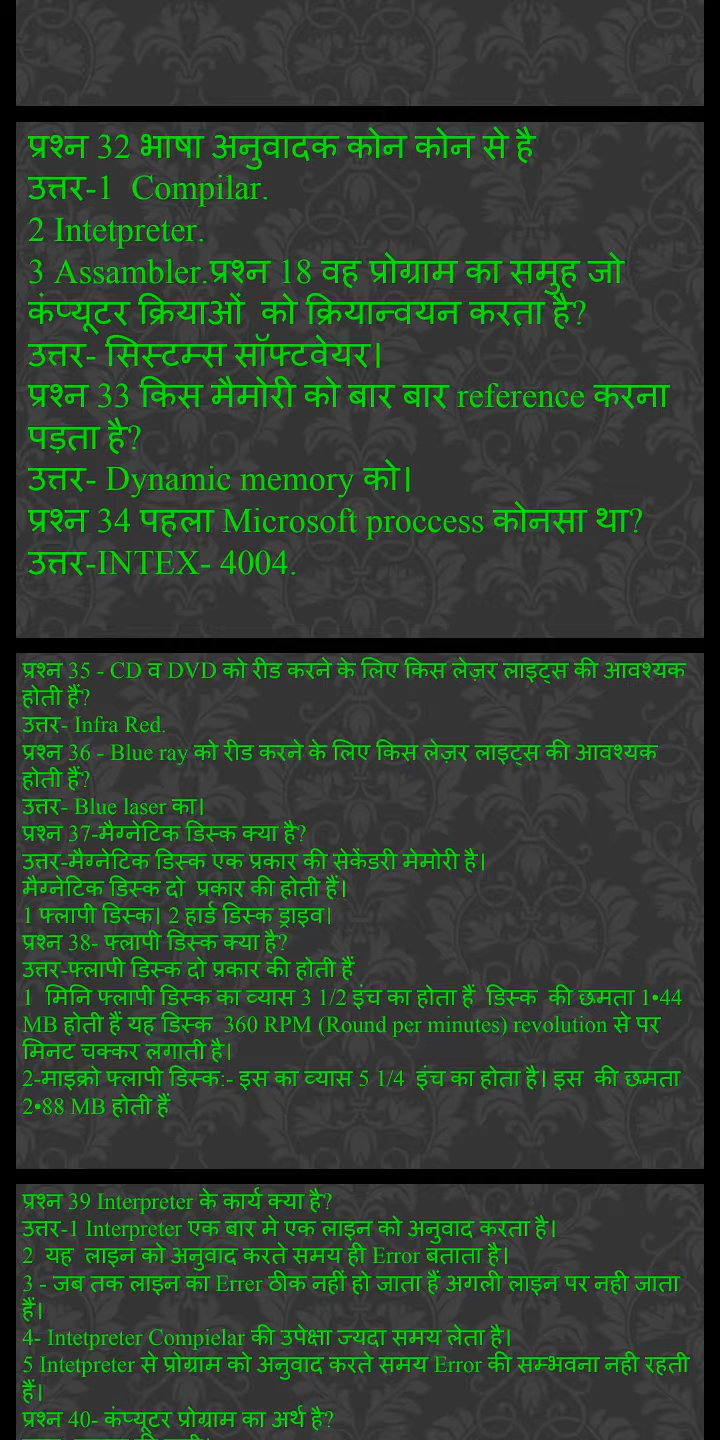 प्रश्न 32 भाषा अनुवादक कोन कोन से है
उत्तर-1 Compilar.
2 Intetpreter.
3 Assambler.प्रश्न 18 वह प्रोग्राम का समुह जो
कंप्यूटर क्रियाओं को क्रियान्वयन करता है?
उत्तर- सिस्टम्स सॉफ्टवेयर।
प्रश्न 33 किस मैमोरी को बार बार reference करना
पड़ता है?
उत्तर- Dynamic memory को।
प्रश्न 34 पहला Microsoft proccess कोनसा था?
उत्तर-INTEX- 4004.
प्रश्न 35 - CD व DVD को रीड करने के लिए किस लेज़र लाइट्स की आवश्यक
होती हैं?
उत्तर- Infra Red.
प्रश्न 36 - Blue ray को रीड करने के लिए किस लेज़र लाइट्स की आवश्यक
होती हैं?
उत्तर- Blue laser का।
प्रश्न 37-मैग्नेटिक डिस्क क्या है?
उत्तर-मैग्नेटिक डिस्क एक प्रकार की सेकेंडरी मेमोरी है।
मैग्नेटिक डिस्क दो प्रकार की होती हैं।
1 फ्लापी डिस्क। 2 हार्ड डिस्क ड्राइव।
प्रश्न 38- फ्लापी डिस्क क्या है?
उत्तर-फ्लापी डिस्क दो प्रकार की होती हैं
1 मिनि फ्लापी डिस्क का व्यास 3 1/2 इंच का होता हैं डिस्क की छमता 1•44
MB होती हैं यह डिस्क 360 RPM (Round per minutes) revolution से पर
मिनट चक्कर लगाती है।
2-माइक्रो फ्लापी डिस्क:- इस का व्यास 5 1/4 इंच का होता है। इस की छमता
2•88 MB होती हैं
प्रश्न 39 Interpreter के कार्य क्या है?
उत्तर-1 Interpreter एक बार मे एक लाइन को अनुवाद करता है।
2 यह लाइन को अनुवाद करते समय ही Error बताता है।
3 - जब तक लाइन का Errer ठीक नहीं हो जाता हैं अगली लाइन पर नही जाता
हैं।
4- Intetpreter Compielar की उपेक्षा ज्यदा समय लेता है।
5 Intetpreter से प्रोग्राम को अनुवाद करते समय Error की सम्भवना नही रहती
हैं।
प्रश्न 40- कंप्यूटर प्रोग्राम का अर्थ है?